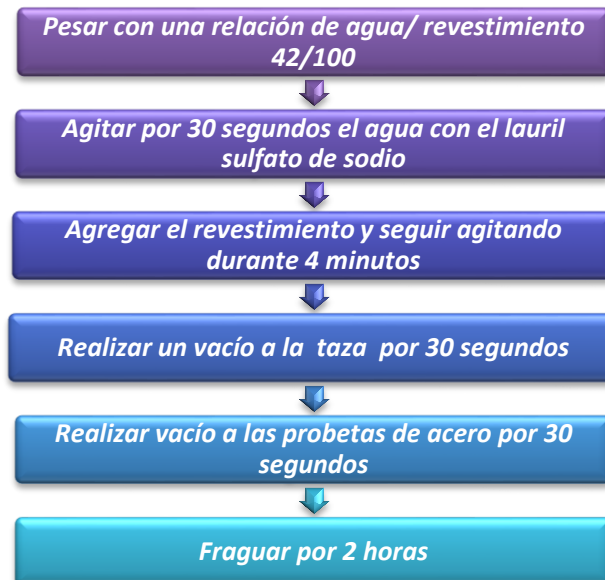 Pesar con una relación de agua/ revestimiento
42/100
Agitar por 30 segundos el agua con el lauril
sulfato de sodio
Agregar el revestimiento y seguir agitando
durante 4 minutos
Realizar un vacío a la taza por 30 segundos
Realizar vacío a las probetas de acero por 30
segundos
Fraguar por 2 horas